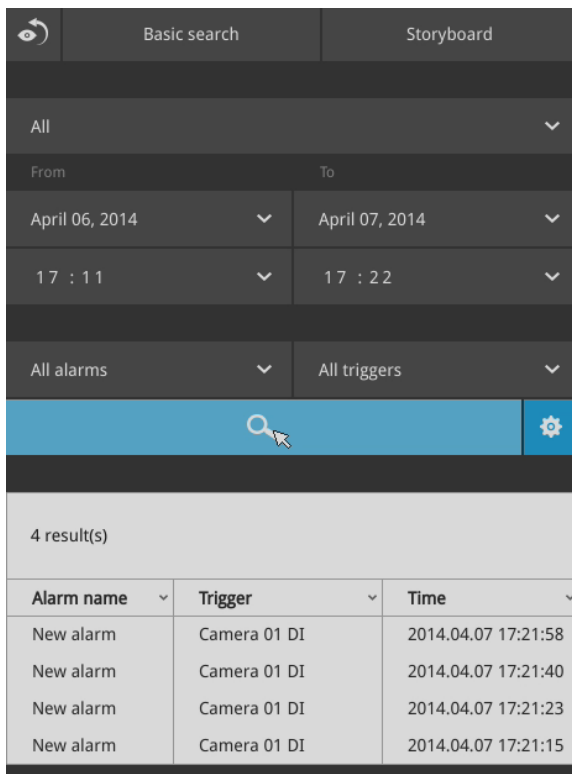 Basic search Storyboard
All
From To
April 06, 2014 April 07, 2014
17 : 11 17 : 22
All alarms All triggers
4 result(s)
Alarm name Trigger Time
New alarm Camera 01 DI 2014.04.07 17:21:58
New alarm Camera 01 DI 2014.04.07 17:21:40
New alarm Camera 01 DI 2014.04.07 17:21:23
New alarm Camera 01 DI 2014.04.07 17:21:15